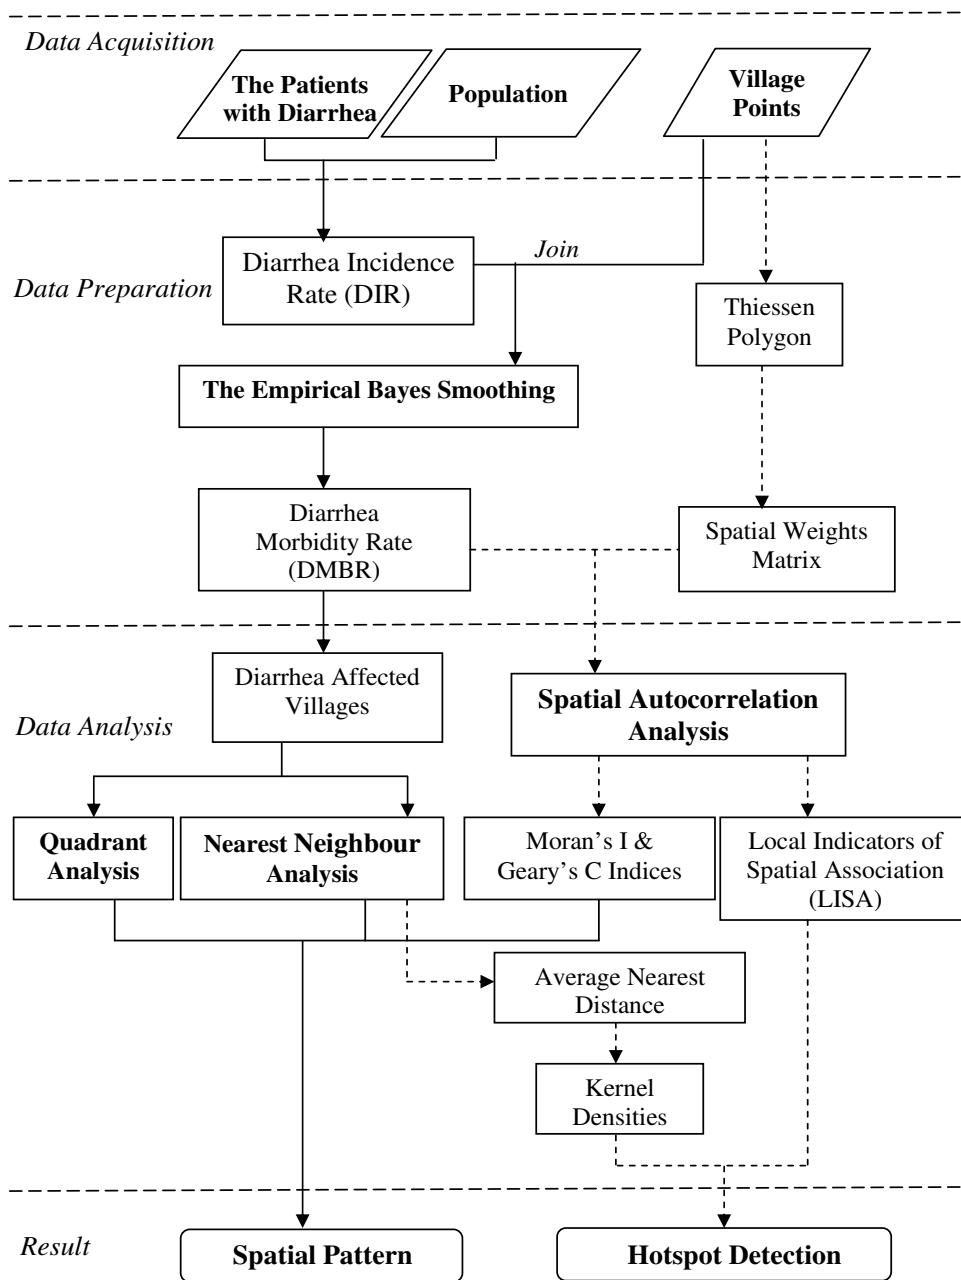 Data Acquisition
The Patients
with Diarrhea
Population
Village
Points
Data Preparation
Diarrhea Incidence
Rate (DIR)
Join
Thiessen
Polygon
The Empirical Bayes Smoothing
Diarrhea
Morbidity Rate
(DMBR)
Spatial Weights
Matrix
Data Analysis
Diarrhea Affected
Villages
Spatial Autocorrelation
Analysis
Quadrant
Analysis
Nearest Neighbour
Analysis
Moran's I &
Geary's C Indices
Local Indicators of
Spatial Association
(LISA)
Average Nearest
Distance
Kernel
Densities
Result
Spatial Pattern
Hotspot Detection